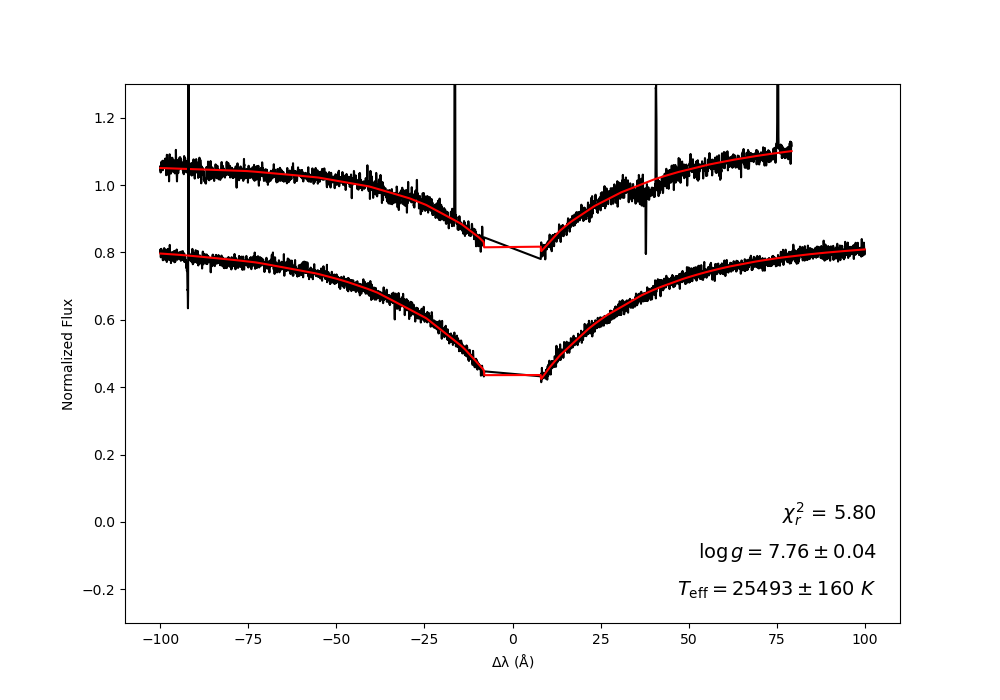 1.2
1.0
0.8
0.6
0.4
0.2
0.0
−0.2
Normalized Flux
χ²ᵣ = 5.80
log g = 7.76 ± 0.04
T_eff = 25493 ± 160 K
−100 −75 −50 −25 0 25 50 75 100
Δλ (Å)